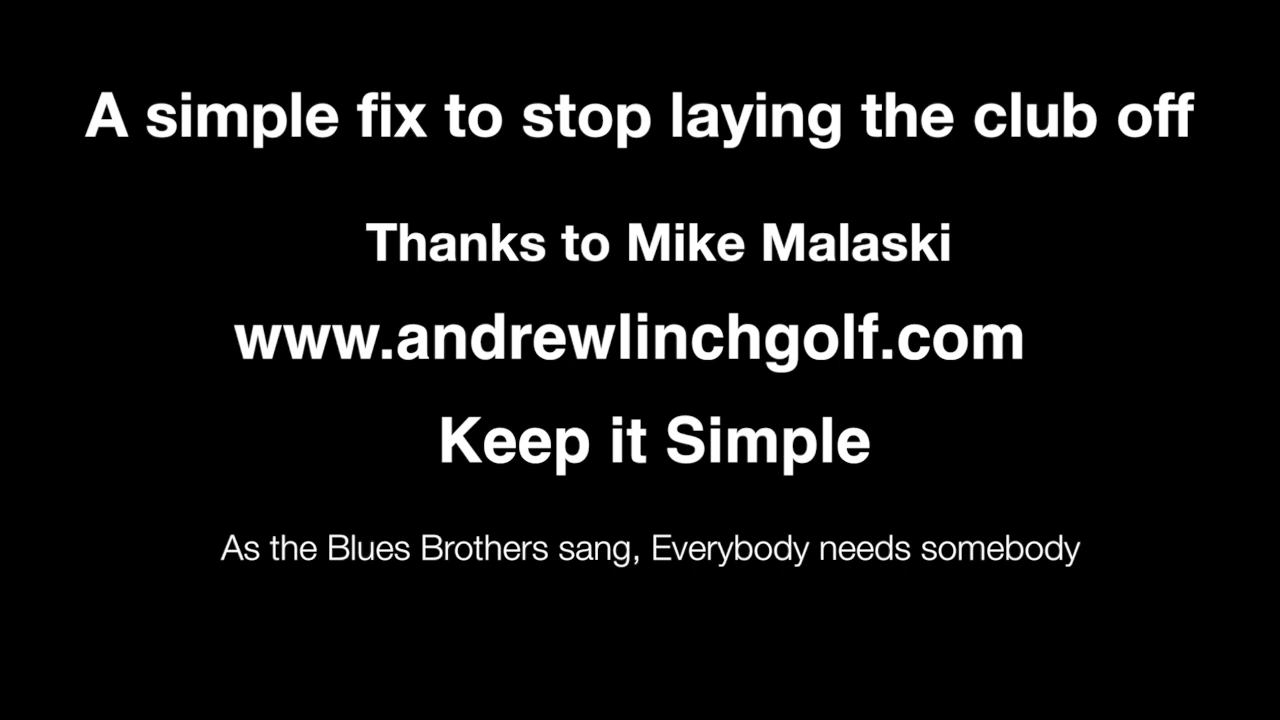 A simple fix to stop laying the club off
Thanks to Mike Malaski
www.andrewlinchgolf.com
Keep it Simple
As the Blues Brothers sang, Everybody needs somebody